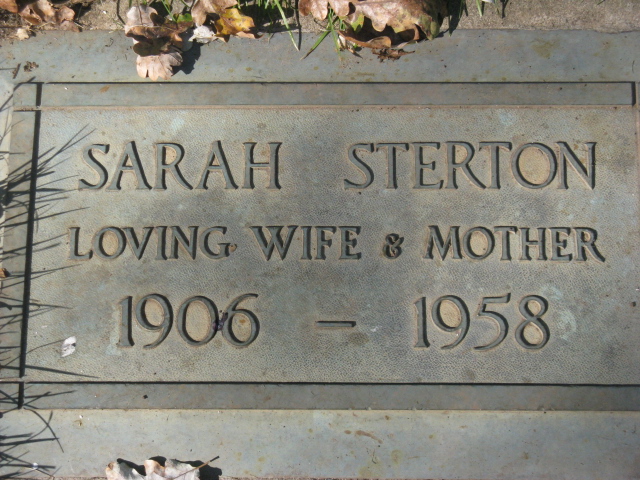 SARAH STERTON
LOVING WIFE & MOTHER
1906 - 1958